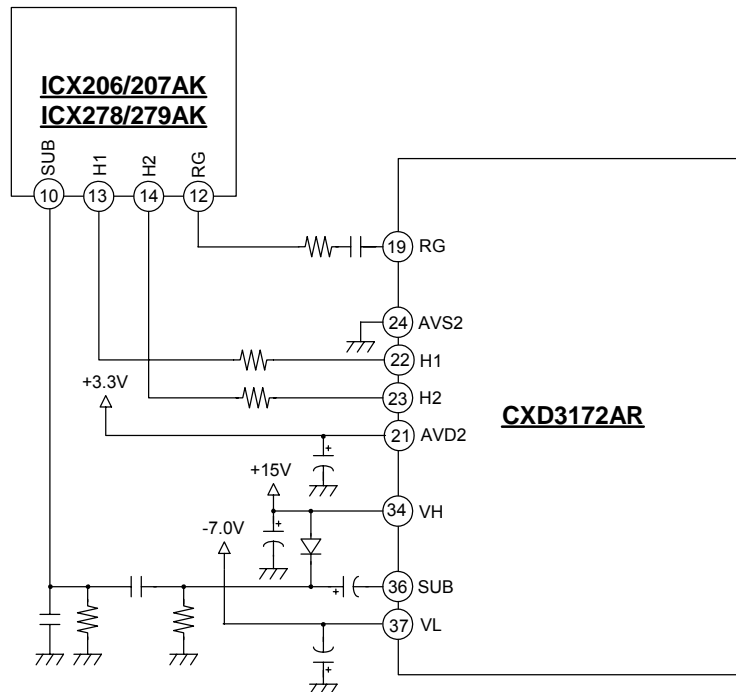 ICX206/207AK
ICX278/279AK
SUB
H1
H2
RG
10
13
14
12
19 RG
24 AVS2
22 H1
+3.3V
23 H2
CXD3172AR
21 AVD2
+
+15V
34 VH
+
-7.0V
+
36 SUB
37 VL
+